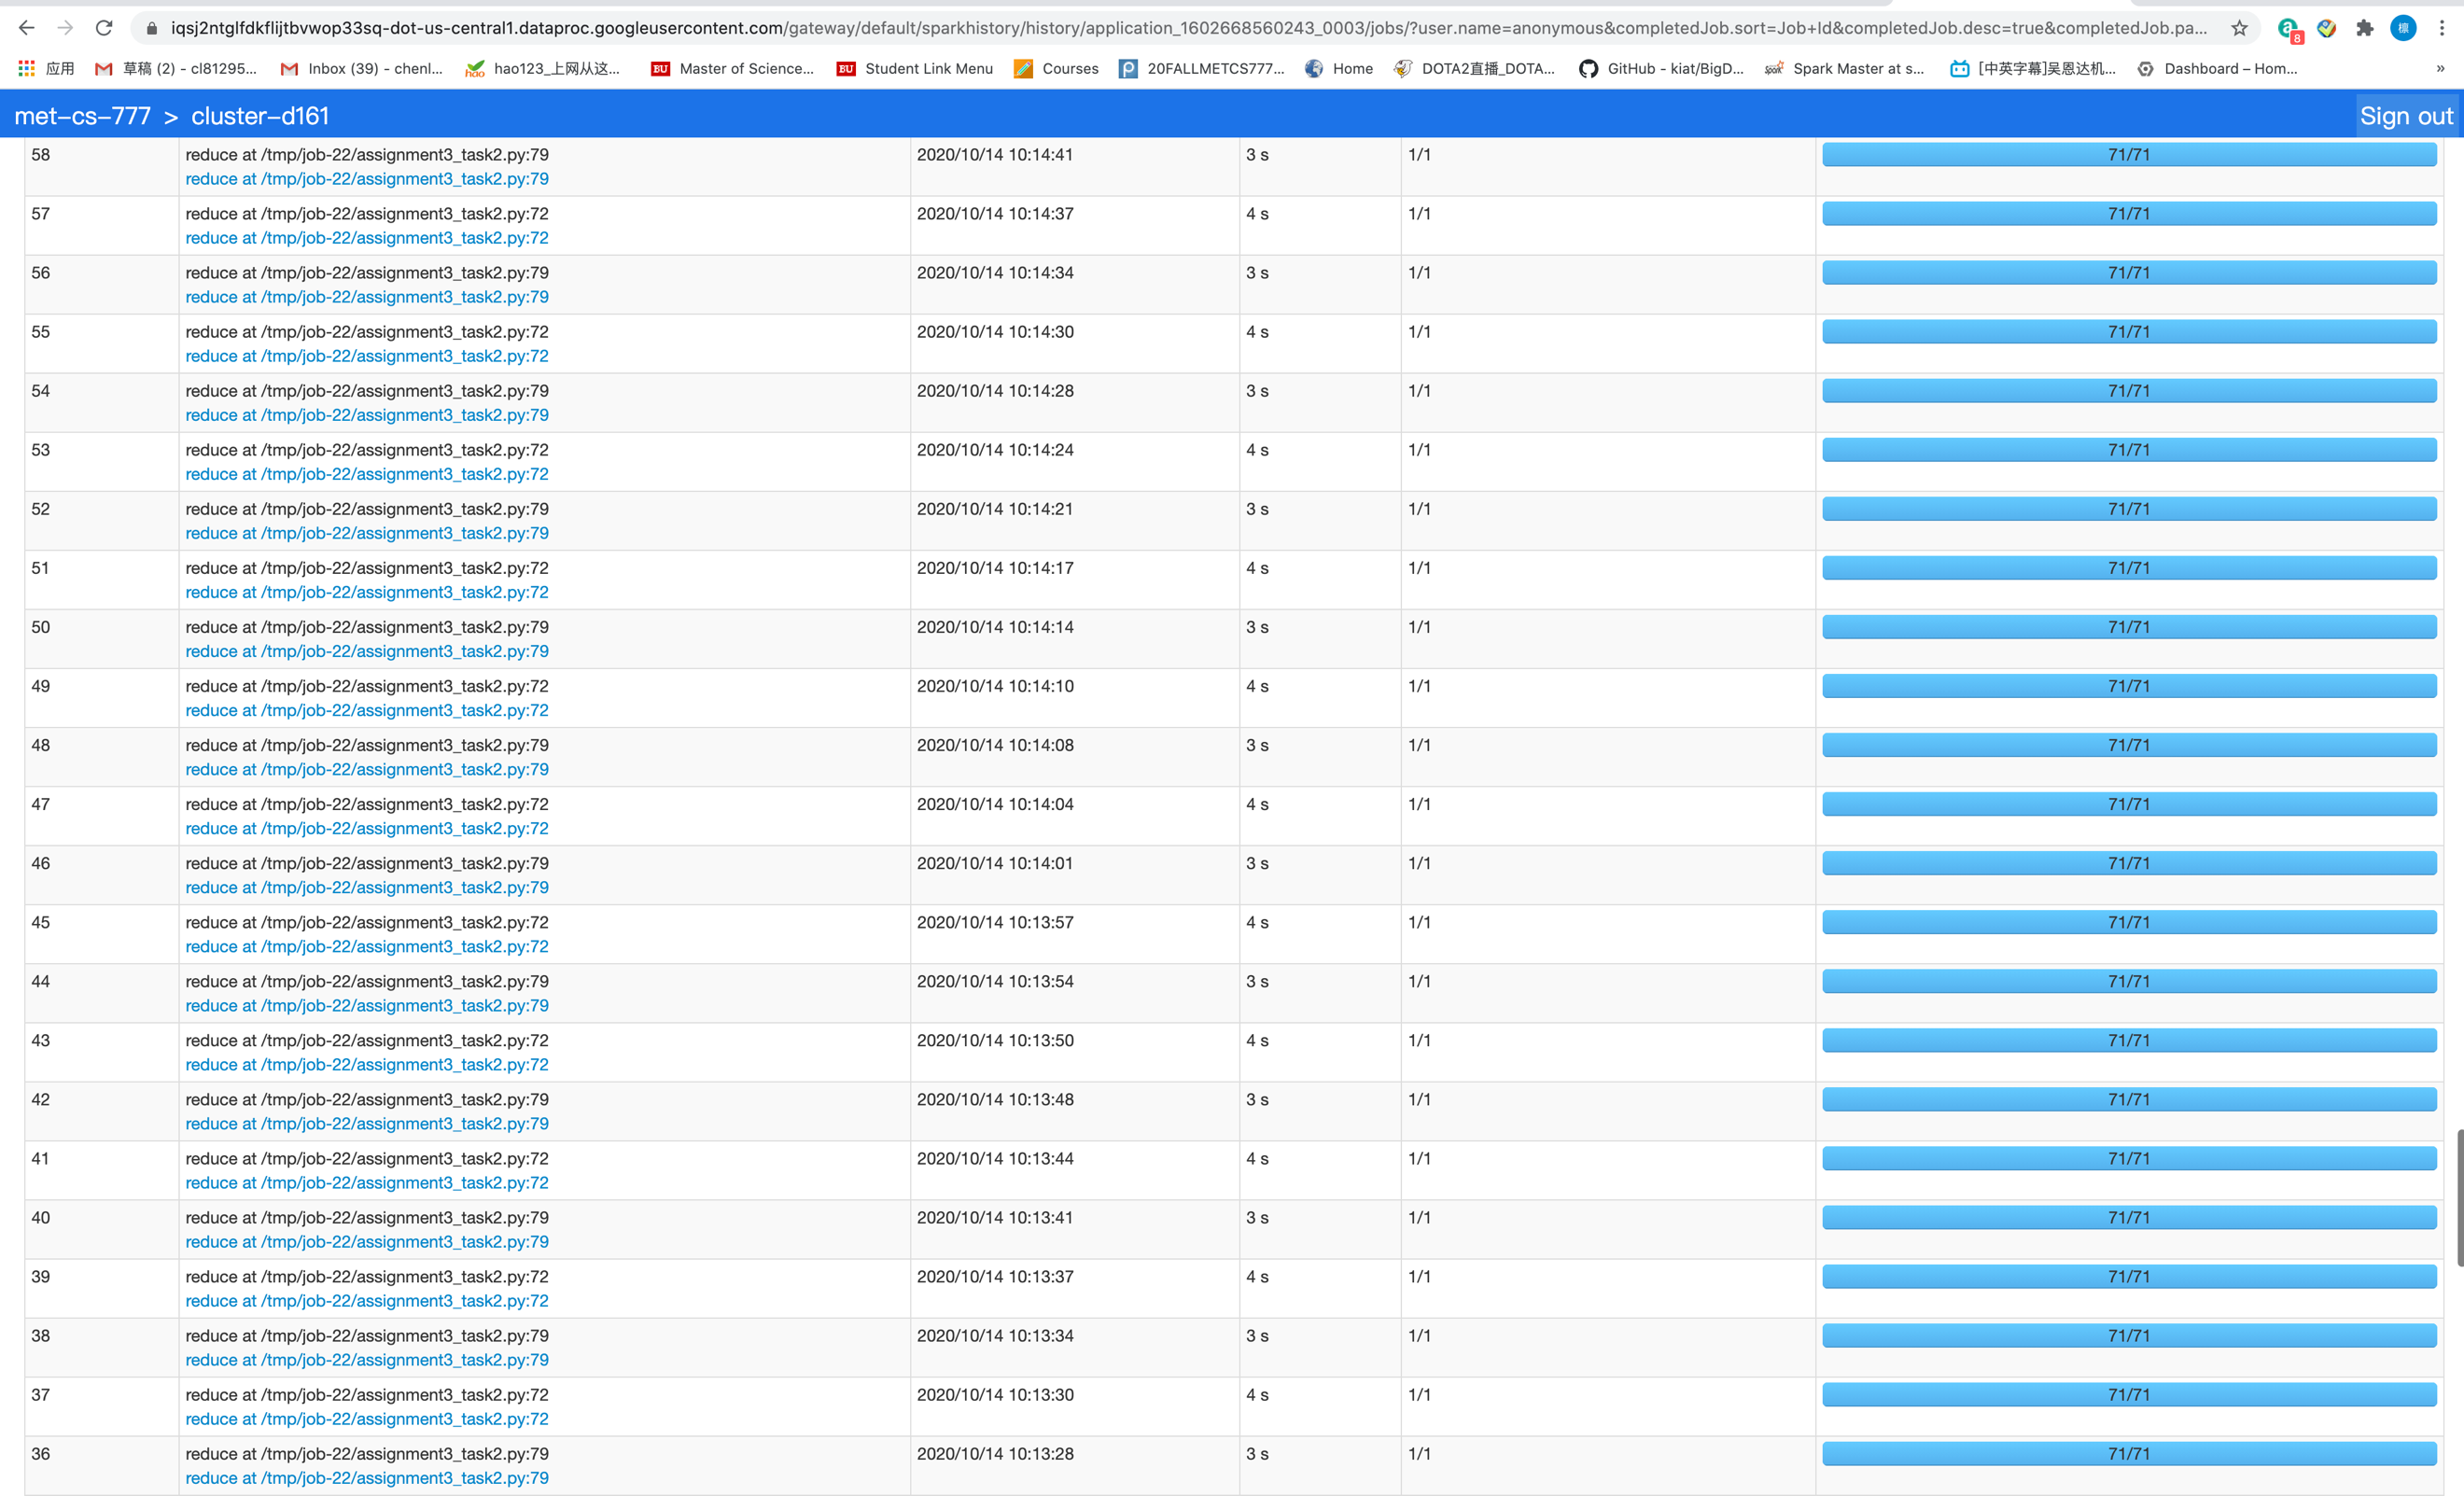 iqsj2ntglfdkflijtbvwop33sq-dot-us-central1.dataproc.googleusercontent.com/gateway/default/sparkhistory/history/application_1602668560243_0003/jobs/?user.name=anonymous&completedJob.sort=Job+Id&completedJob.desc=true&completedJob.pa...
8
应用 草稿 (2) - cl81295... Inbox (39) - chenl... hao hao123_上网从这... BU Master of Science... BU Student Link Menu Courses 20FALLMETCS777... Home DOTA2直播_DOTA... GitHub - kiat/BigD... Spark Master at s... [中英字幕]吴恩达机... Dashboard – Hom... »
met-cs-777 > cluster-d161 Sign out
58 reduce at /tmp/job-22/assignment3_task2.py:79 2020/10/14 10:14:41 3 s 1/1 71/71
reduce at /tmp/job-22/assignment3_task2.py:79
57 reduce at /tmp/job-22/assignment3_task2.py:72 2020/10/14 10:14:37 4 s 1/1 71/71
reduce at /tmp/job-22/assignment3_task2.py:72
56 reduce at /tmp/job-22/assignment3_task2.py:79 2020/10/14 10:14:34 3 s 1/1 71/71
reduce at /tmp/job-22/assignment3_task2.py:79
55 reduce at /tmp/job-22/assignment3_task2.py:72 2020/10/14 10:14:30 4 s 1/1 71/71
reduce at /tmp/job-22/assignment3_task2.py:72
54 reduce at /tmp/job-22/assignment3_task2.py:79 2020/10/14 10:14:28 3 s 1/1 71/71
reduce at /tmp/job-22/assignment3_task2.py:79
53 reduce at /tmp/job-22/assignment3_task2.py:72 2020/10/14 10:14:24 4 s 1/1 71/71
reduce at /tmp/job-22/assignment3_task2.py:72
52 reduce at /tmp/job-22/assignment3_task2.py:79 2020/10/14 10:14:21 3 s 1/1 71/71
reduce at /tmp/job-22/assignment3_task2.py:79
51 reduce at /tmp/job-22/assignment3_task2.py:72 2020/10/14 10:14:17 4 s 1/1 71/71
reduce at /tmp/job-22/assignment3_task2.py:72
50 reduce at /tmp/job-22/assignment3_task2.py:79 2020/10/14 10:14:14 3 s 1/1 71/71
reduce at /tmp/job-22/assignment3_task2.py:79
49 reduce at /tmp/job-22/assignment3_task2.py:72 2020/10/14 10:14:10 4 s 1/1 71/71
reduce at /tmp/job-22/assignment3_task2.py:72
48 reduce at /tmp/job-22/assignment3_task2.py:79 2020/10/14 10:14:08 3 s 1/1 71/71
reduce at /tmp/job-22/assignment3_task2.py:79
47 reduce at /tmp/job-22/assignment3_task2.py:72 2020/10/14 10:14:04 4 s 1/1 71/71
reduce at /tmp/job-22/assignment3_task2.py:72
46 reduce at /tmp/job-22/assignment3_task2.py:79 2020/10/14 10:14:01 3 s 1/1 71/71
reduce at /tmp/job-22/assignment3_task2.py:79
45 reduce at /tmp/job-22/assignment3_task2.py:72 2020/10/14 10:13:57 4 s 1/1 71/71
reduce at /tmp/job-22/assignment3_task2.py:72
44 reduce at /tmp/job-22/assignment3_task2.py:79 2020/10/14 10:13:54 3 s 1/1 71/71
reduce at /tmp/job-22/assignment3_task2.py:79
43 reduce at /tmp/job-22/assignment3_task2.py:72 2020/10/14 10:13:50 4 s 1/1 71/71
reduce at /tmp/job-22/assignment3_task2.py:72
42 reduce at /tmp/job-22/assignment3_task2.py:79 2020/10/14 10:13:48 3 s 1/1 71/71
reduce at /tmp/job-22/assignment3_task2.py:79
41 reduce at /tmp/job-22/assignment3_task2.py:72 2020/10/14 10:13:44 4 s 1/1 71/71
reduce at /tmp/job-22/assignment3_task2.py:72
40 reduce at /tmp/job-22/assignment3_task2.py:79 2020/10/14 10:13:41 3 s 1/1 71/71
reduce at /tmp/job-22/assignment3_task2.py:79
39 reduce at /tmp/job-22/assignment3_task2.py:72 2020/10/14 10:13:37 4 s 1/1 71/71
reduce at /tmp/job-22/assignment3_task2.py:72
38 reduce at /tmp/job-22/assignment3_task2.py:79 2020/10/14 10:13:34 3 s 1/1 71/71
reduce at /tmp/job-22/assignment3_task2.py:79
37 reduce at /tmp/job-22/assignment3_task2.py:72 2020/10/14 10:13:30 4 s 1/1 71/71
reduce at /tmp/job-22/assignment3_task2.py:72
36 reduce at /tmp/job-22/assignment3_task2.py:79 2020/10/14 10:13:28 3 s 1/1 71/71
reduce at /tmp/job-22/assignment3_task2.py:79